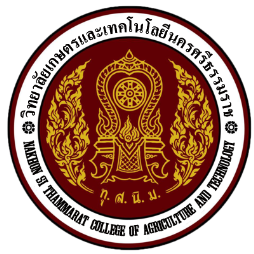 วิทยาลัยเกษตรและเทคโนโลยีนครศรีธรรมราช
ทุ. ส. นิ. ม.
NAKHON SI THAMMARAT COLLEGE OF AGRICULTURE AND TECHNOLOGY